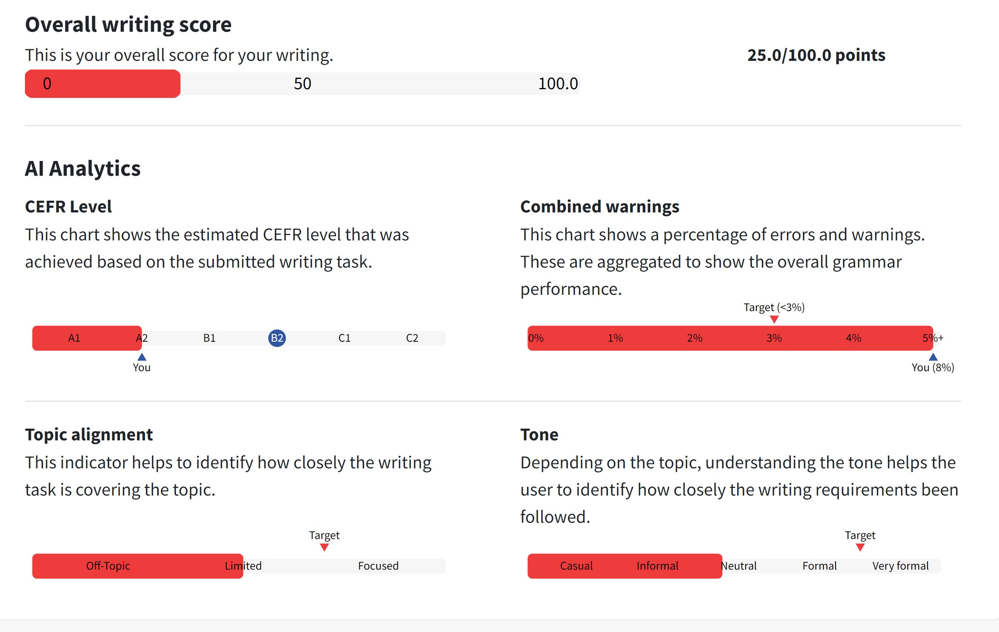 Overall writing score
This is your overall score for your writing.
25.0/100.0 points
0 50 100.0
AI Analytics
CEFR Level
This chart shows the estimated CEFR level that was
achieved based on the submitted writing task.
A1 A2 B1 B2 C1 C2
You
Combined warnings
This chart shows a percentage of errors and warnings.
These are aggregated to show the overall grammar
performance.
Target (<3%)
0% 1% 2% 3% 4% 5%+
You (8%)
Topic alignment
This indicator helps to identify how closely the writing
task is covering the topic.
Target
Off-Topic Limited Focused
Tone
Depending on the topic, understanding the tone helps the
user to identify how closely the writing requirements been
followed.
Target
Casual Informal Neutral Formal Very formal